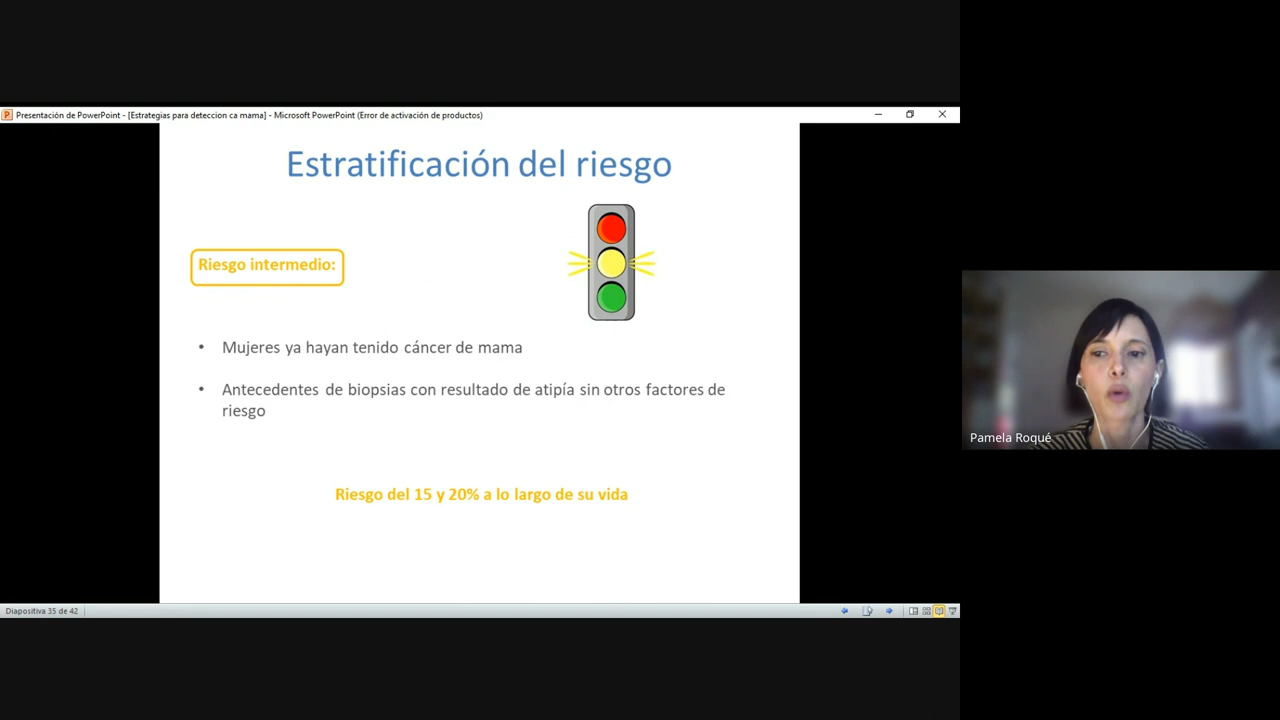 Presentación de PowerPoint - [Estrategias para deteccion ca mama] - Microsoft PowerPoint (Error de activación de productos)
Estratificación del riesgo
Riesgo intermedio:
• Mujeres ya hayan tenido cáncer de mama
• Antecedentes de biopsias con resultado de atipía sin otros factores de
riesgo
Riesgo del 15 y 20% a lo largo de su vida
Pamela Roqué
Diapositiva 35 de 42